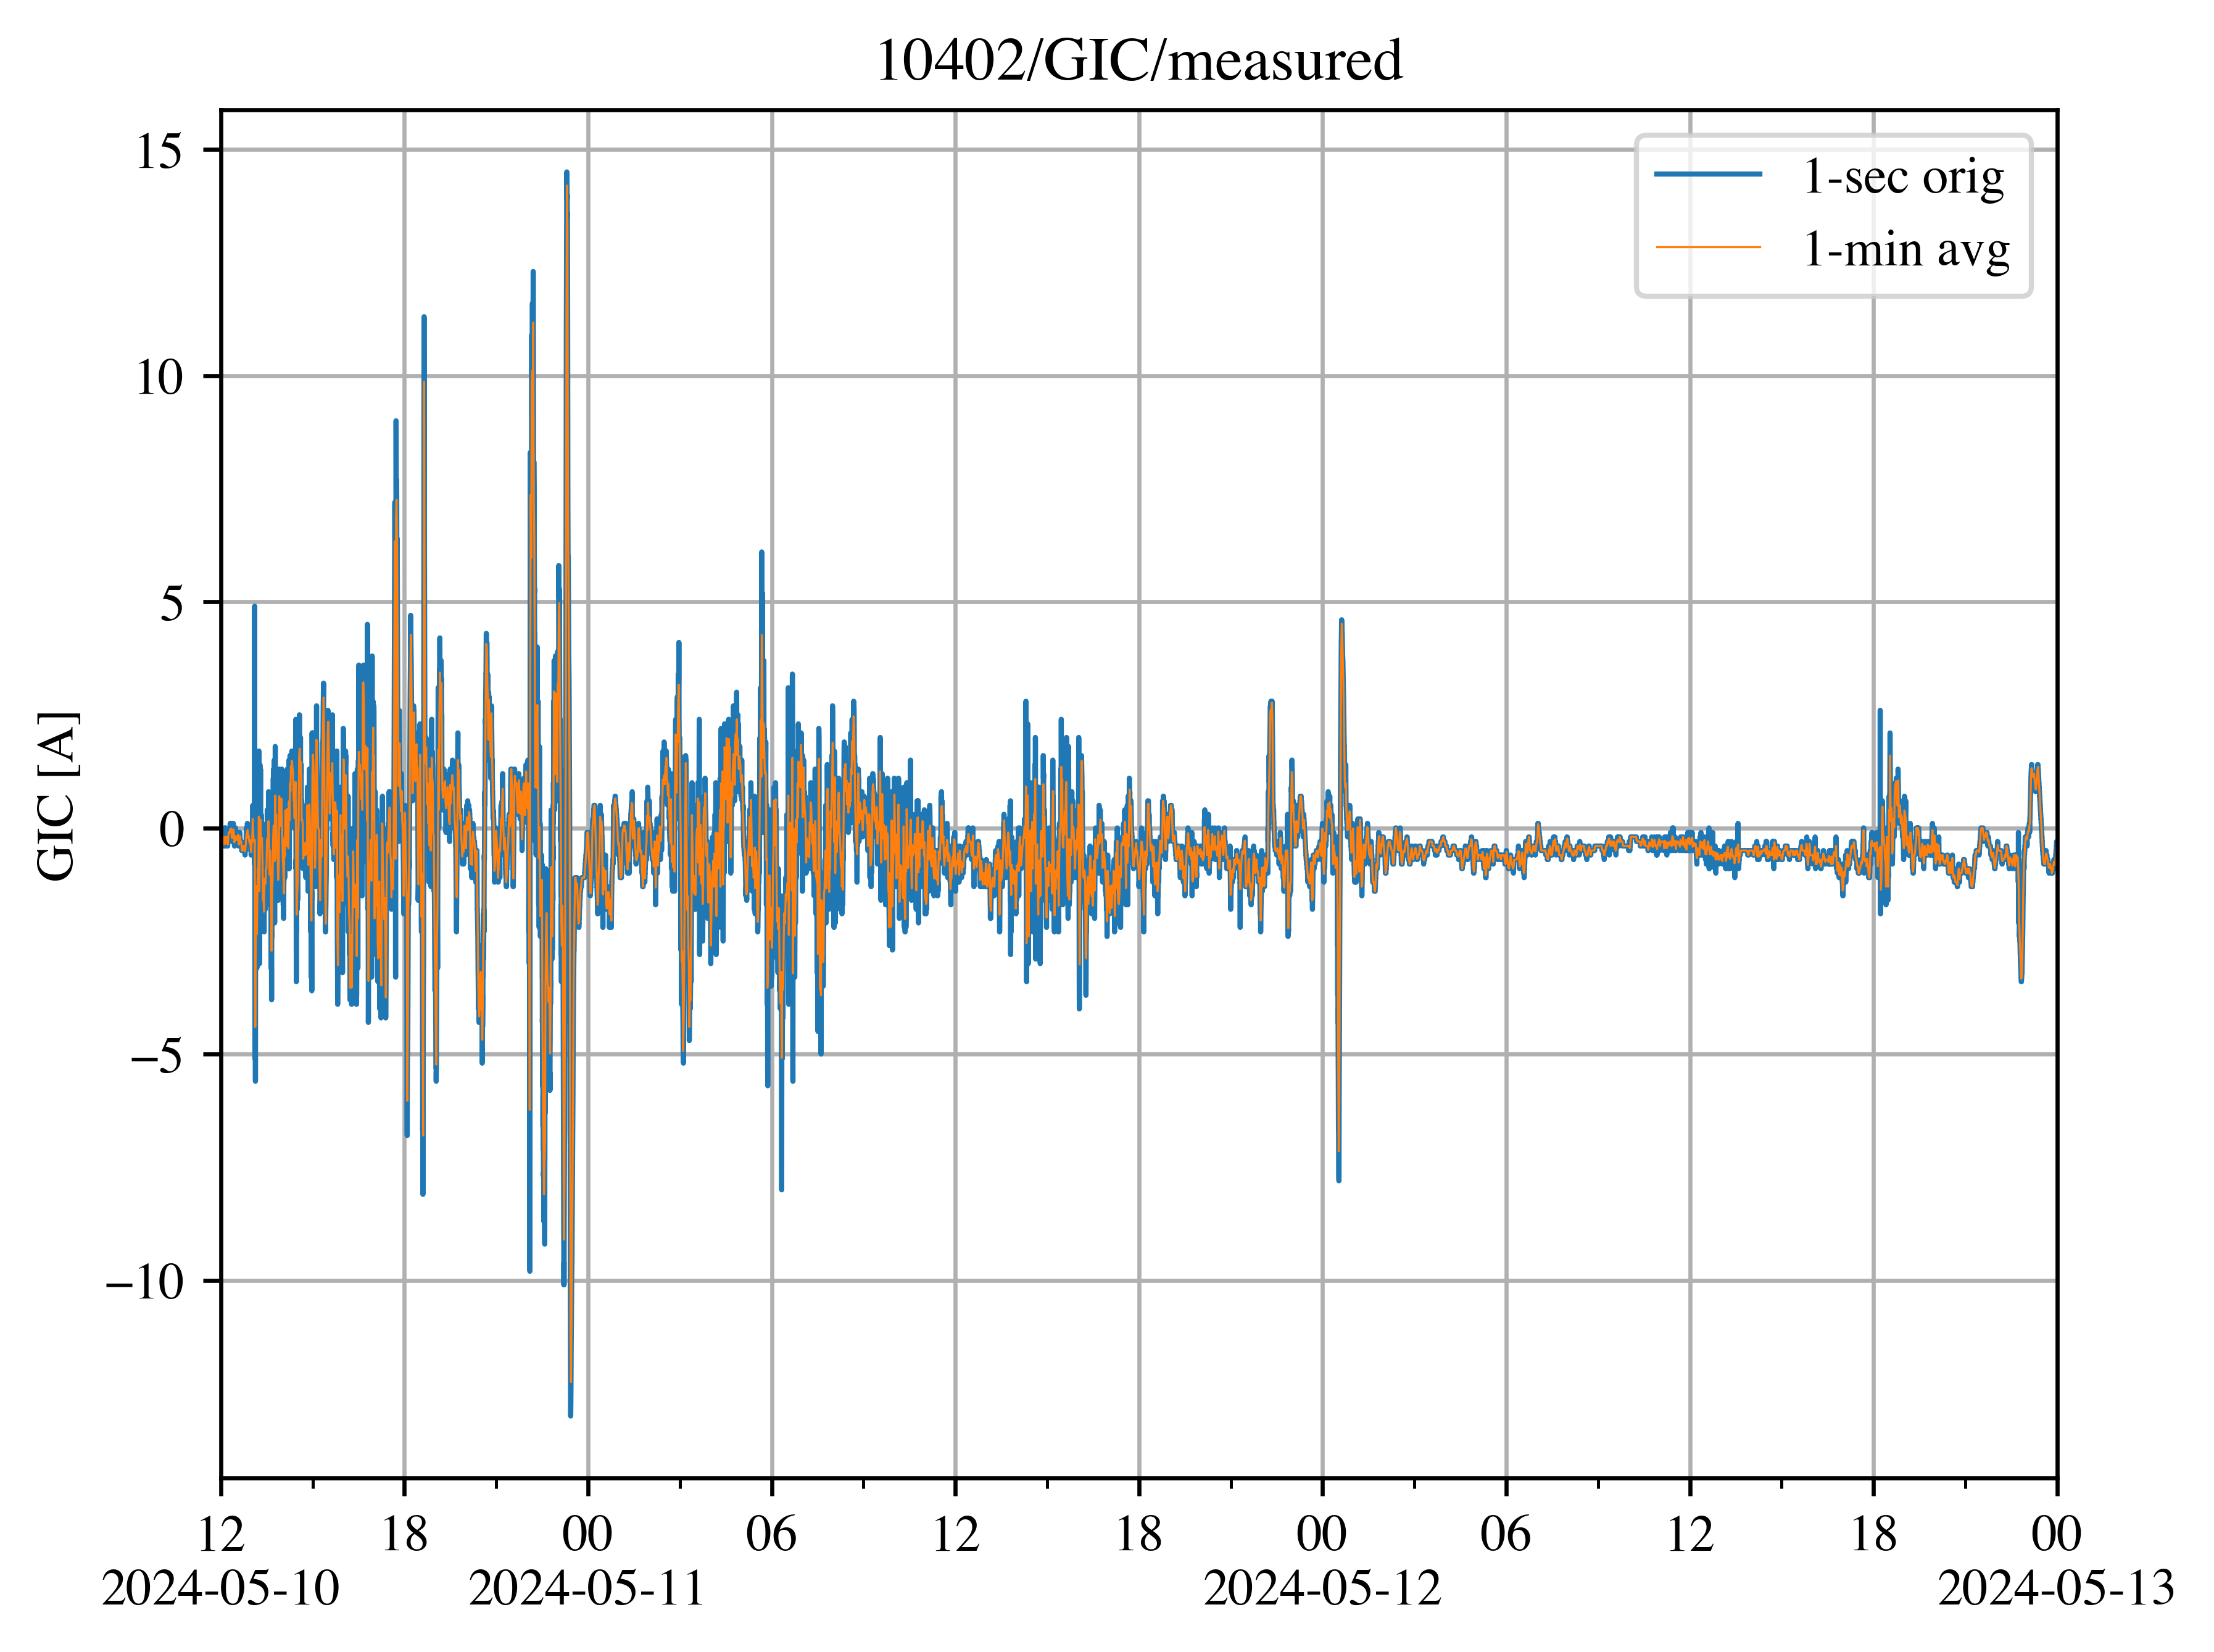 10402/GIC/measured
15
10
5
0
−5
−10
GIC [A]
1-sec orig
1-min avg
12 18 00 06 12 18 00 06 12 18 00
2024-05-10 2024-05-11 2024-05-12 2024-05-13